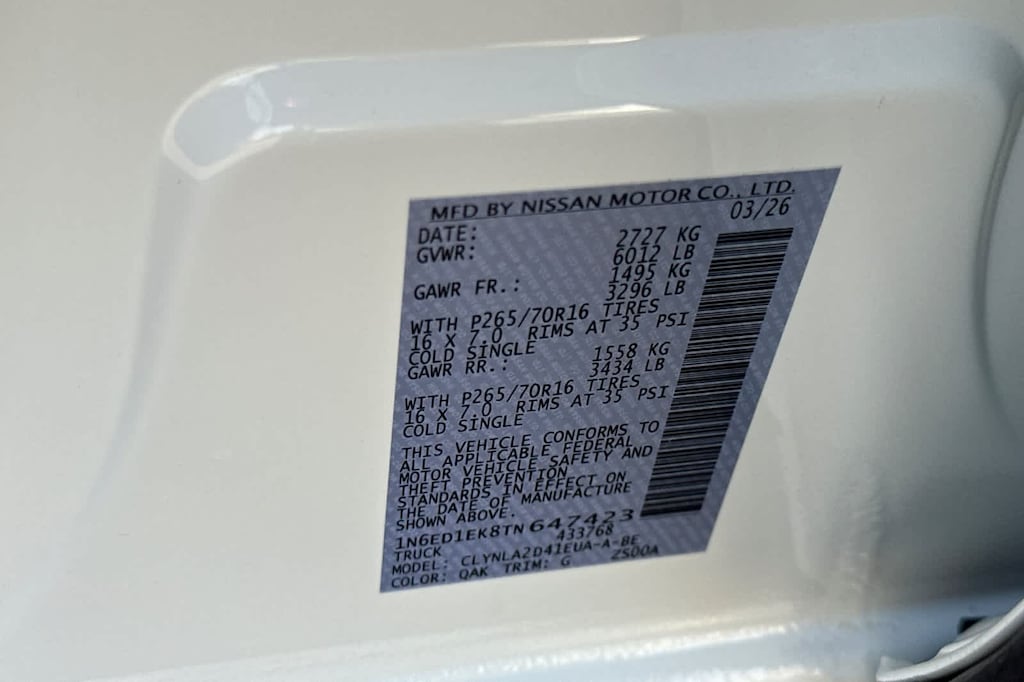 MFD BY NISSAN MOTOR CO., LTD.
DATE: 03/26
GVWR: 2727 KG
6012 LB
GAWR FR.: 1495 KG
3296 LB
WITH P265/70R16 TIRES
16 X 7.0 RIMS AT 35 PSI
COLD SINGLE
GAWR RR.: 1558 KG
3434 LB
WITH P265/70R16 TIRES
16 X 7.0 RIMS AT 35 PSI
COLD SINGLE
THIS VEHICLE CONFORMS TO
ALL APPLICABLE FEDERAL
MOTOR VEHICLE SAFETY AND
THEFT PREVENTION
STANDARDS IN EFFECT ON
THE DATE OF MANUFACTURE
SHOWN ABOVE.
1N6ED1EK8TN647423
TRUCK 433768
MODEL: CLYNLA2D41EUA-A-BE
COLOR: QAK TRIM: G ZS00A